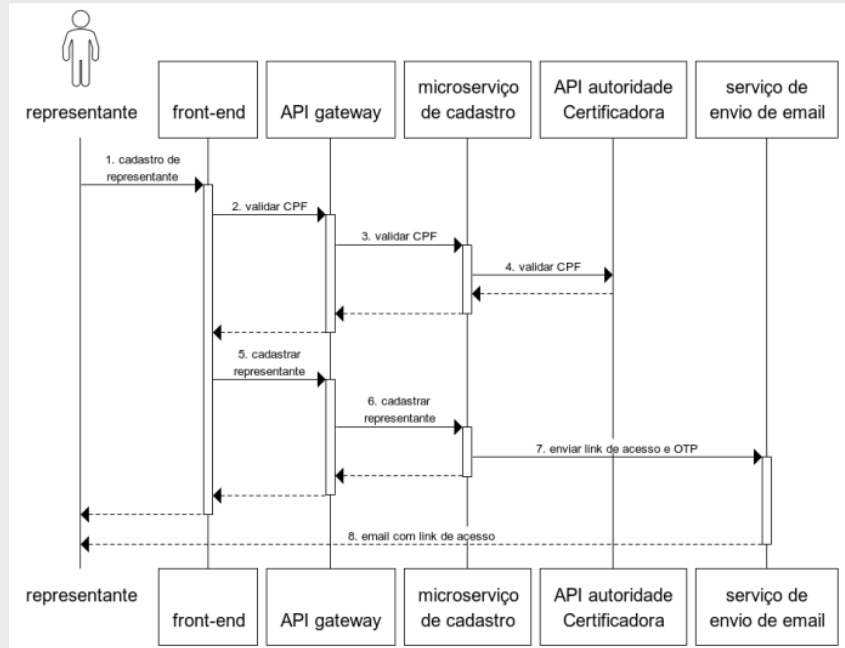 representante
front-end
API gateway
microserviço
de cadastro
API autoridade
Certificadora
serviço de
envio de email
1. cadastro de
representante
2. validar CPF
3. validar CPF
4. validar CPF
5. cadastrar
representante
6. cadastrar
representante
7. enviar link de acesso e OTP
8. email com link de acesso
representante
front-end
API gateway
microserviço
de cadastro
API autoridade
Certificadora
serviço de
envio de email